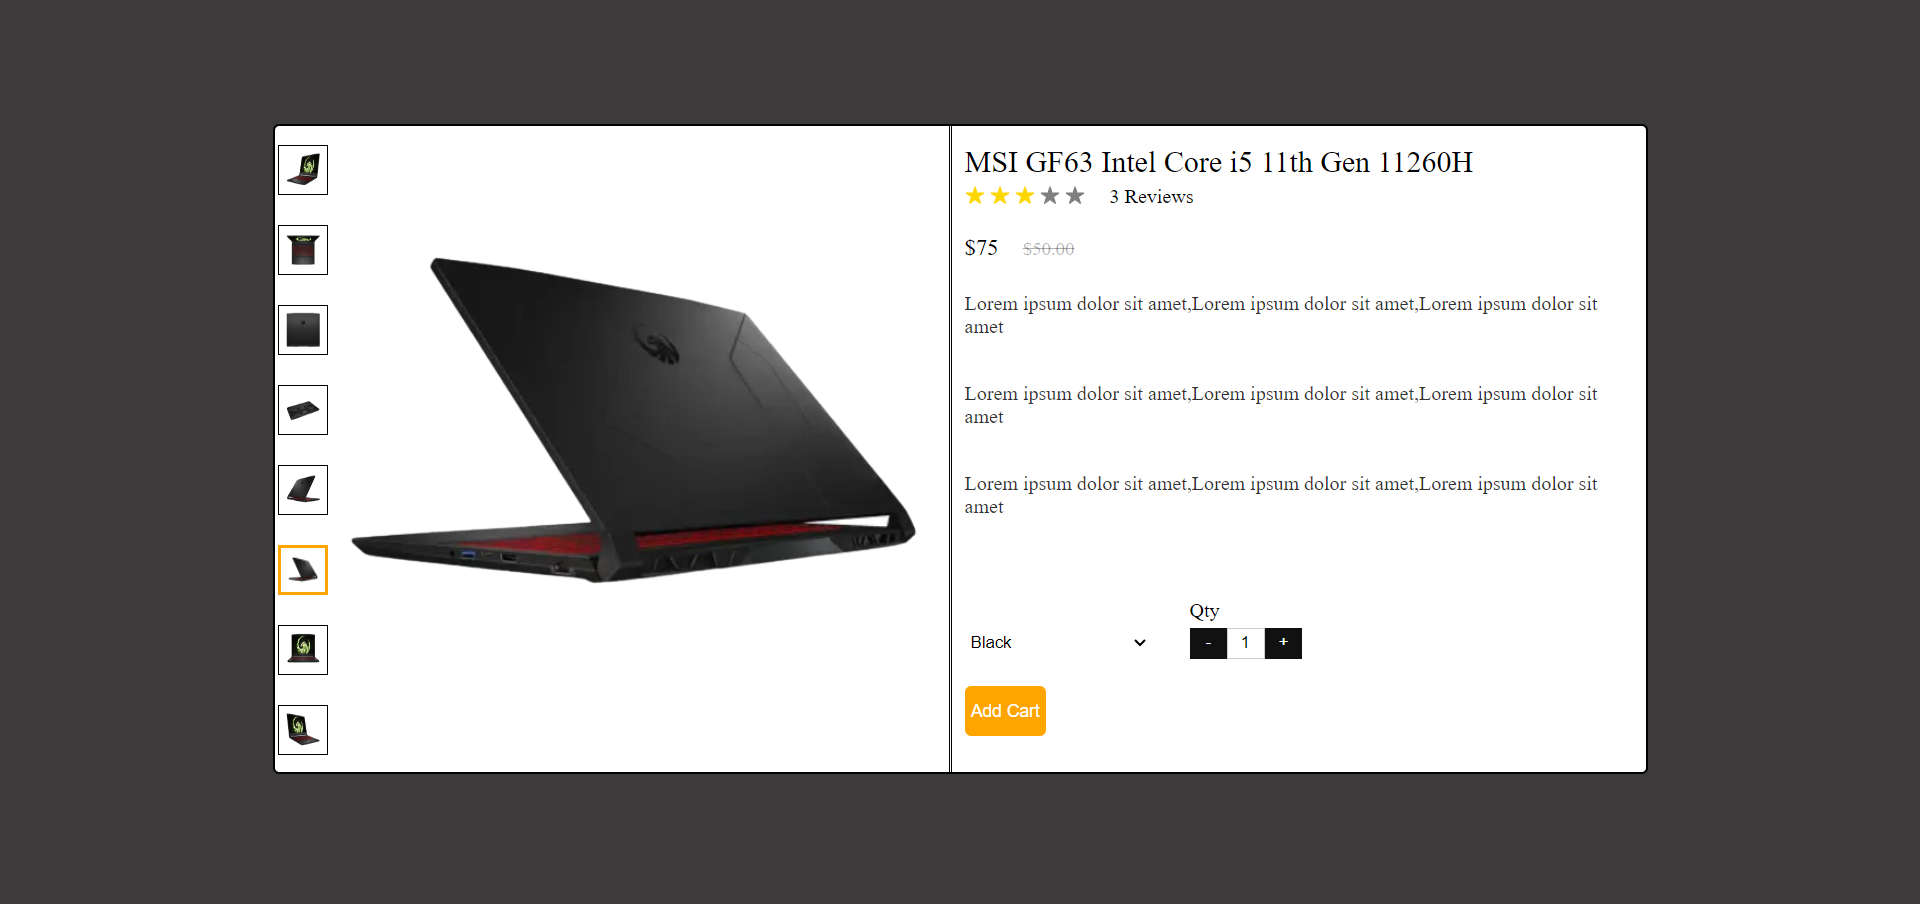 MSI GF63 Intel Core i5 11th Gen 11260H
3 Reviews
$75 $50.00
Lorem ipsum dolor sit amet,Lorem ipsum dolor sit amet,Lorem ipsum dolor sit
amet
Lorem ipsum dolor sit amet,Lorem ipsum dolor sit amet,Lorem ipsum dolor sit
amet
Lorem ipsum dolor sit amet,Lorem ipsum dolor sit amet,Lorem ipsum dolor sit
amet
Qty
Black - 1 +
Add Cart